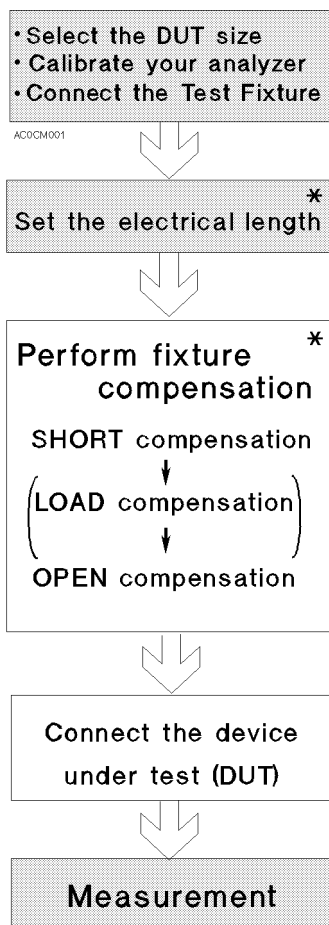 • Select the DUT size
• Calibrate your analyzer
• Connect the Test Fixture
AC0CM001
*
Set the electrical length
*
Perform fixture
compensation
SHORT compensation
(LOAD compensation)
OPEN compensation
Connect the device
under test (DUT)
Measurement